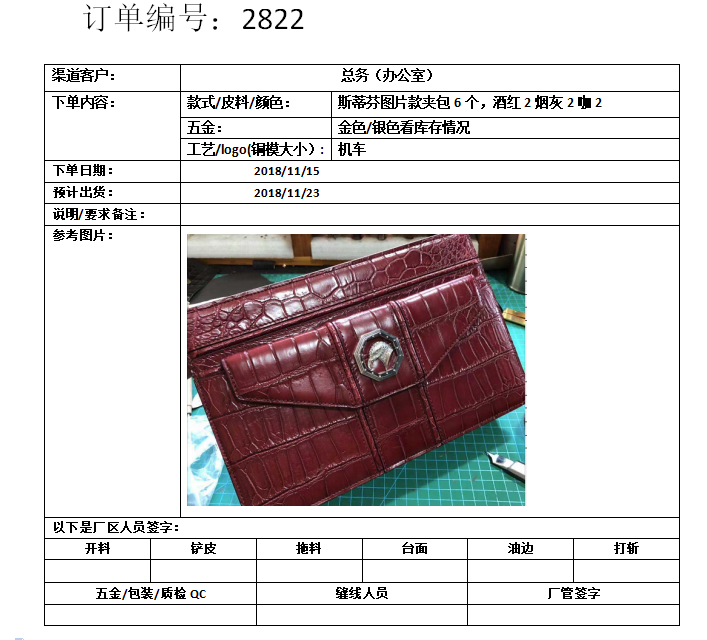 订单编号：2822
渠道客户： 总务（办公室）
下单内容： 款式/皮料/颜色： 斯蒂芬图片款夹包 6 个，酒红 2 烟灰 2 咖 2
五金： 金色/银色看库存情况
工艺/logo(铜模大小）： 机车
下单日期： 2018/11/15
预计出货： 2018/11/23
说明/要求备注：
参考图片：
以下是厂区人员签字：
开料 铲皮 拖料 台面 油边 打斩
五金/包装/质检 QC 缝线人员 厂管签字